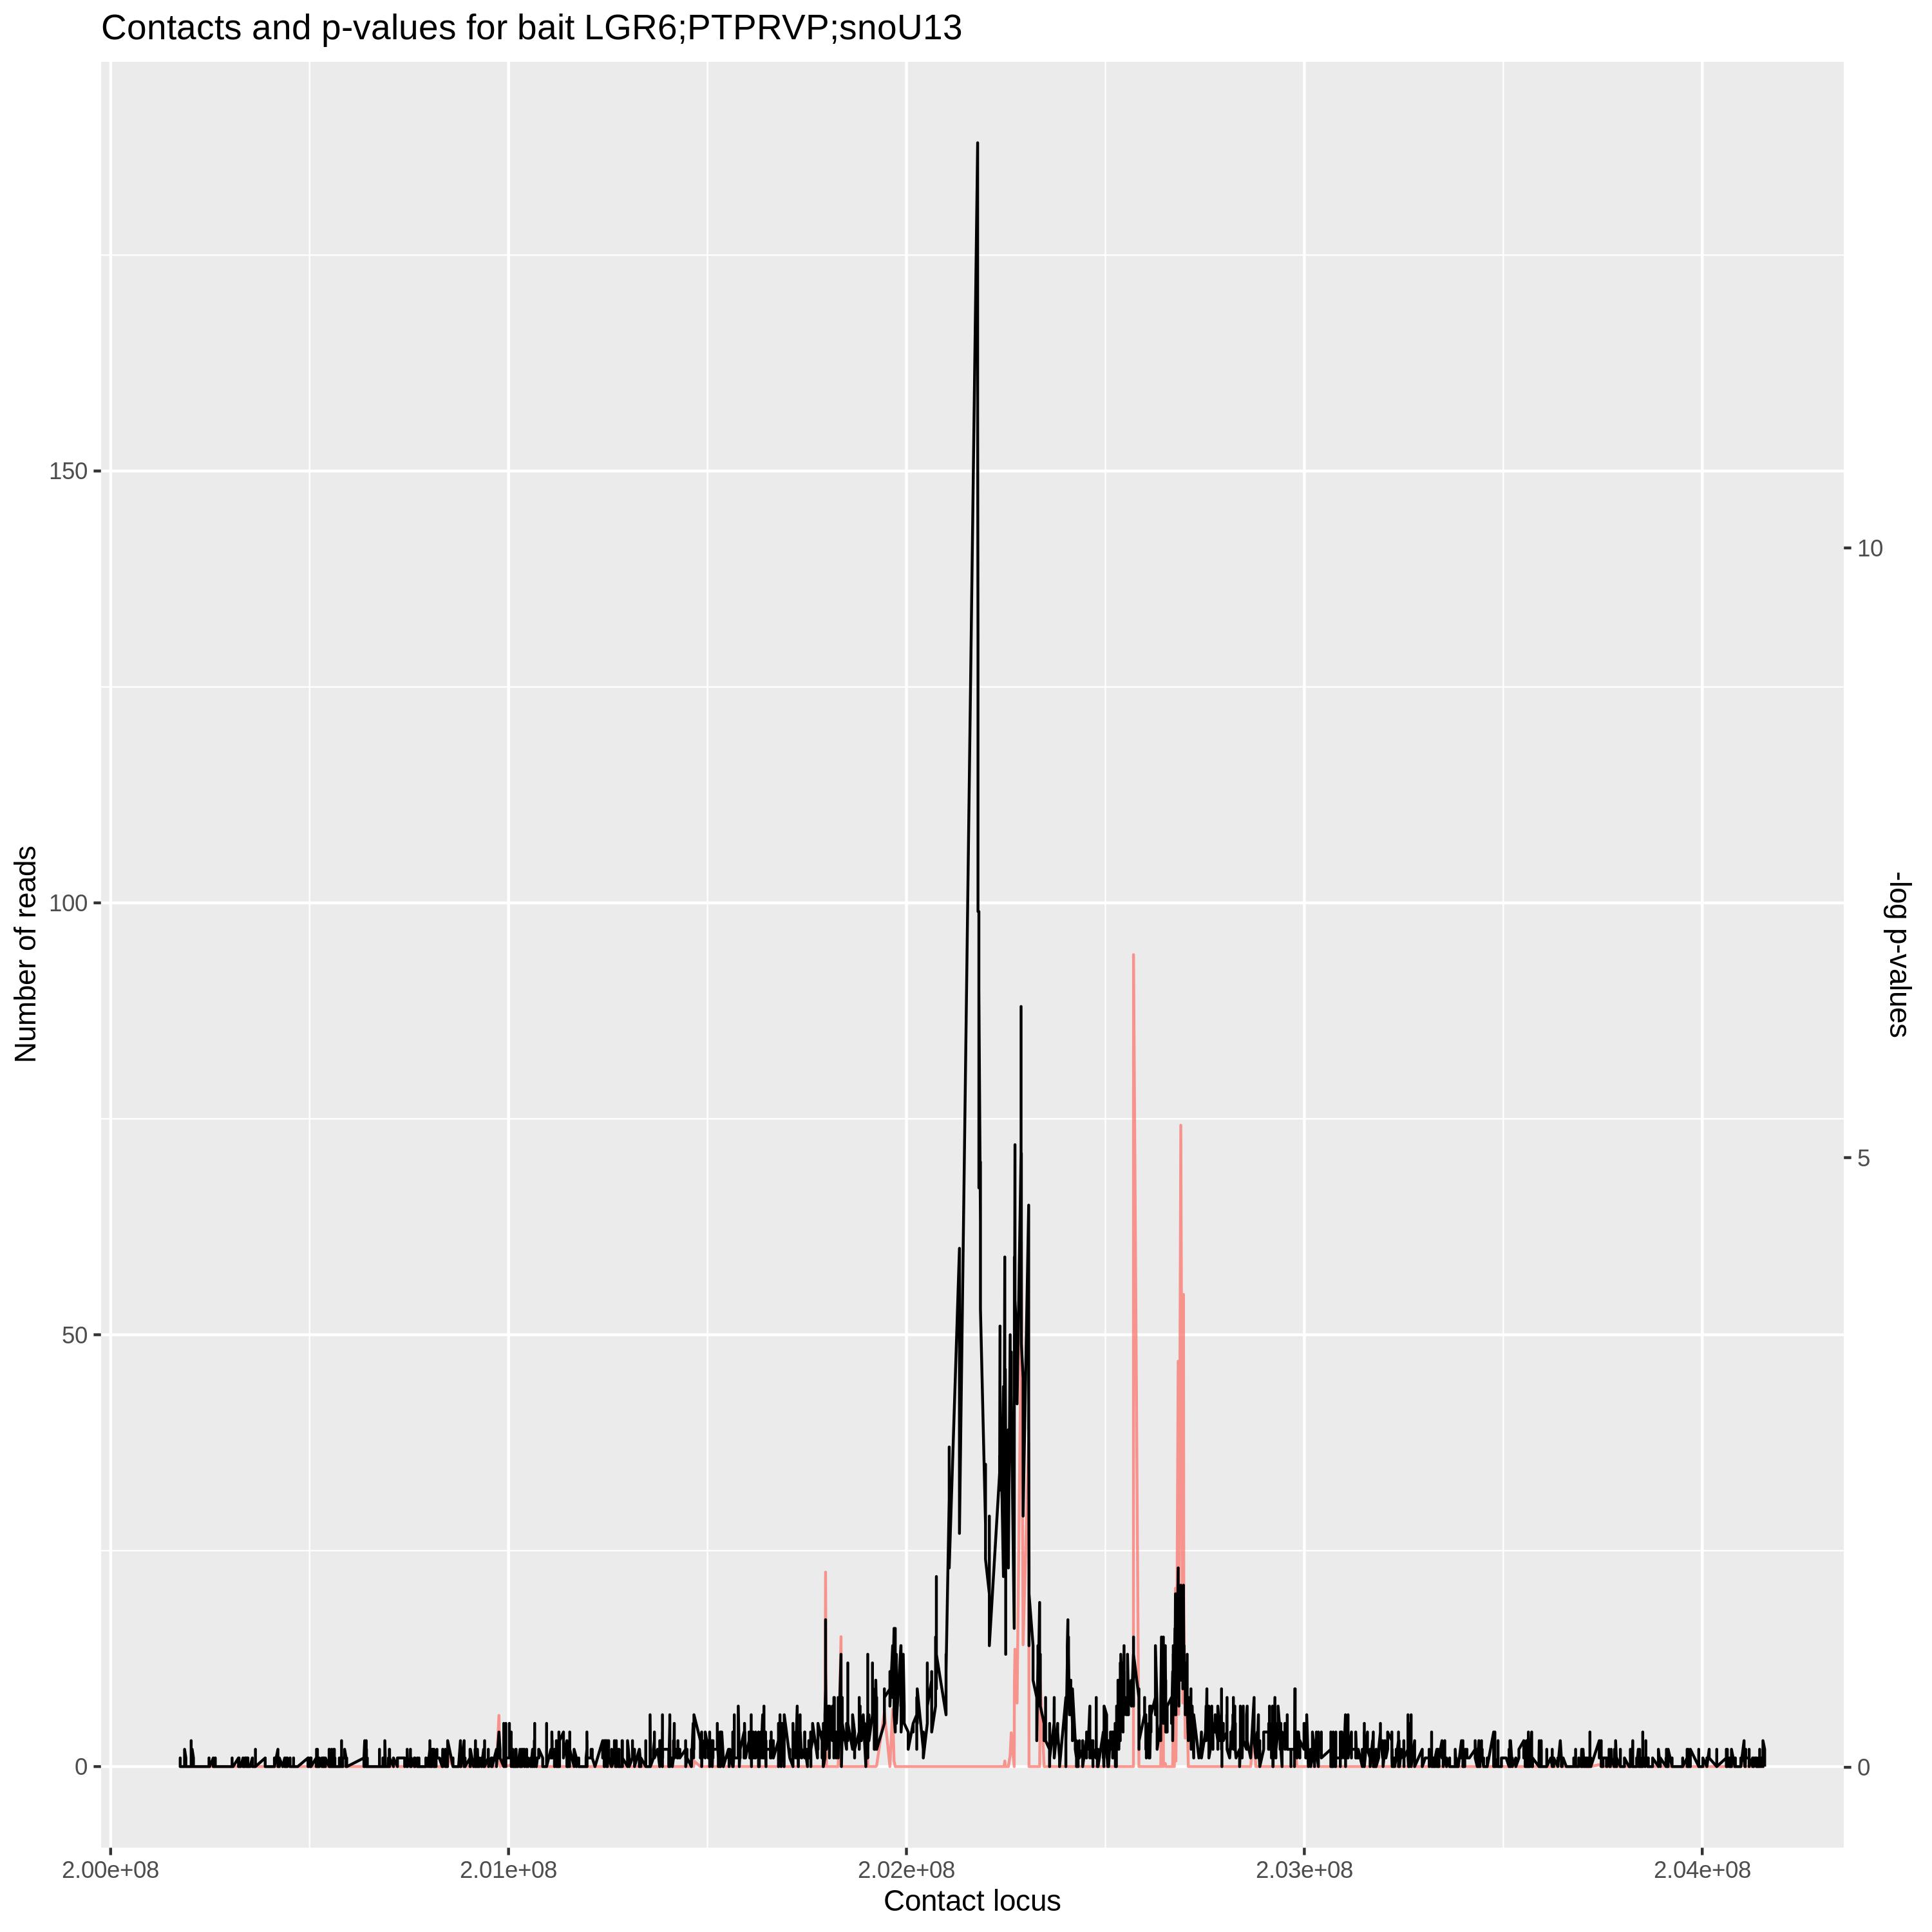 Contacts and p-values for bait LGR6;PTPRVP;snoU13
Number of reads
150
100
50
0
10
5
0
-log p-values
2.00e+08
2.01e+08
2.02e+08
2.03e+08
2.04e+08
Contact locus